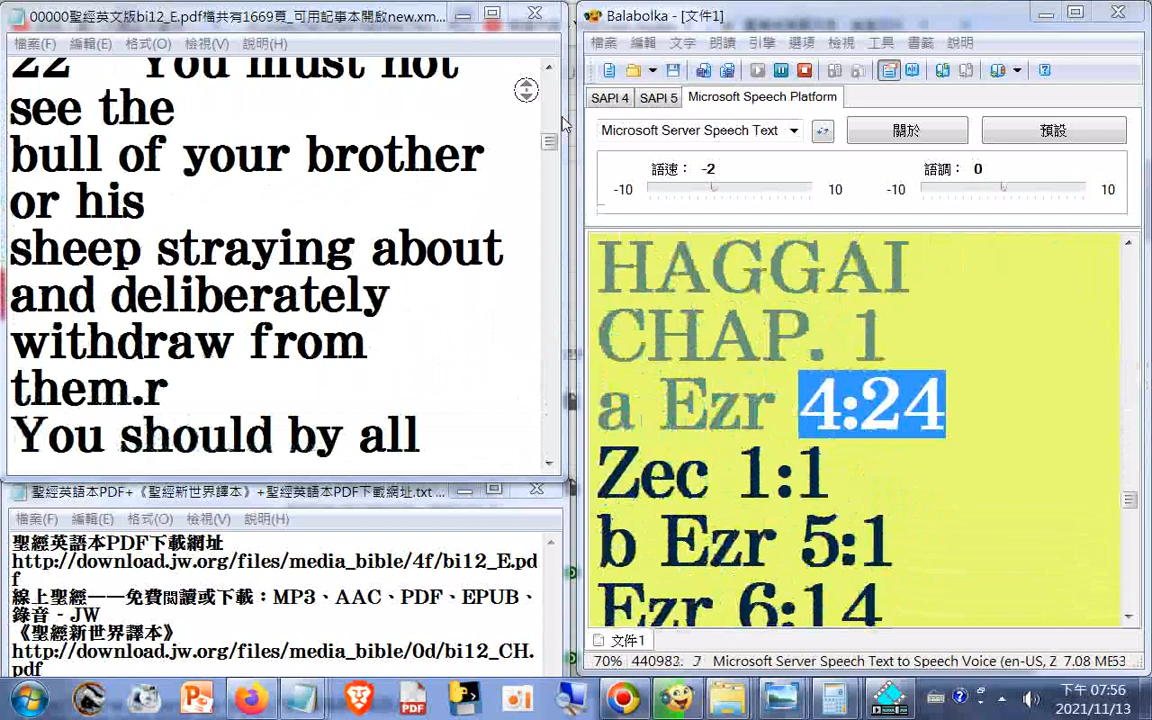 00000聖經英文版bi12_E.pdf檔共有1669頁_可用記事本開啟new.xm...
檔案(F) 編輯(E) 格式(O) 檢視(V) 說明(H)
22 You must not
see the
bull of your brother
or his
sheep straying about
and deliberately
withdraw from
them.r
You should by all
聖經英語本PDF+《聖經新世界譯本》+聖經英語本PDF下載網址.txt ...
檔案(F) 編輯(E) 格式(O) 檢視(V) 說明(H)
聖經英語本PDF下載網址
http://download.jw.org/files/media_bible/4f/bi12_E.pd
f
線上聖經——免費閱讀或下載：MP3、AAC、PDF、EPUB、
錄音 - JW
《聖經新世界譯本》
http://download.jw.org/files/media_bible/0d/bi12_CH.
pdf
Balabolka - [文件1]
檔案 編輯 文字 朗讀 引擎 選項 檢視 工具 書籤 說明
SAPI 4 SAPI 5 Microsoft Speech Platform
Microsoft Server Speech Text 關於 預設
語速： -2 語調： 0
-10 10 -10 10
HAGGAI
CHAP. 1
a Ezr 4:24
Zec 1:1
b Ezr 5:1
Ezr 6:14
文件1
70% 440982: Microsoft Server Speech Text to Speech Voice (en-US, Z 7.08 ME53
下午 07:56
2021/11/13